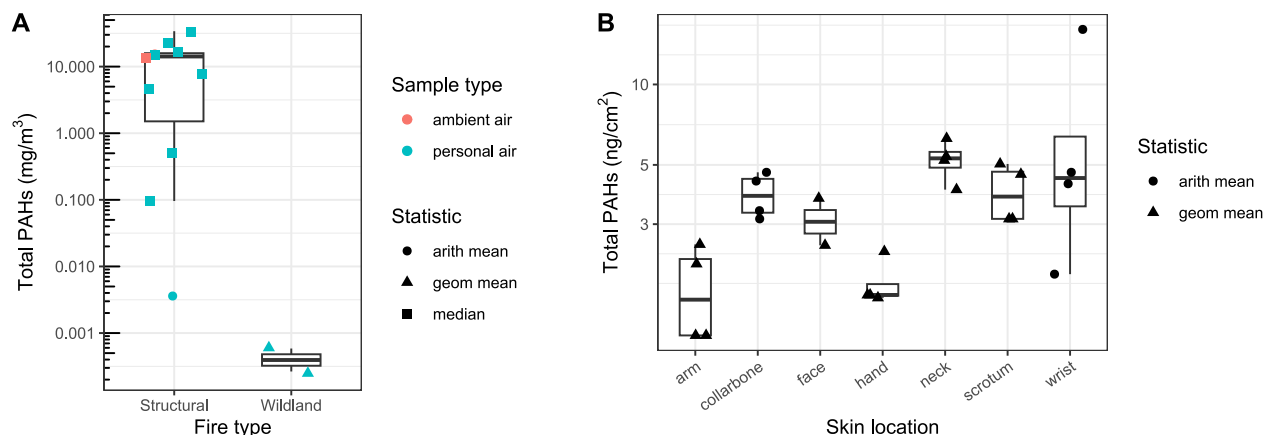 A
Total PAHs (mg/m³)
10.000
1.000
0.100
0.010
0.001
Structural
Wildland
Fire type
Sample type
ambient air
personal air
Statistic
arith mean
geom mean
median
B
Total PAHs (ng/cm²)
10
5
3
arm
collarbone
face
hand
neck
scrotum
wrist
Skin location
Statistic
arith mean
geom mean